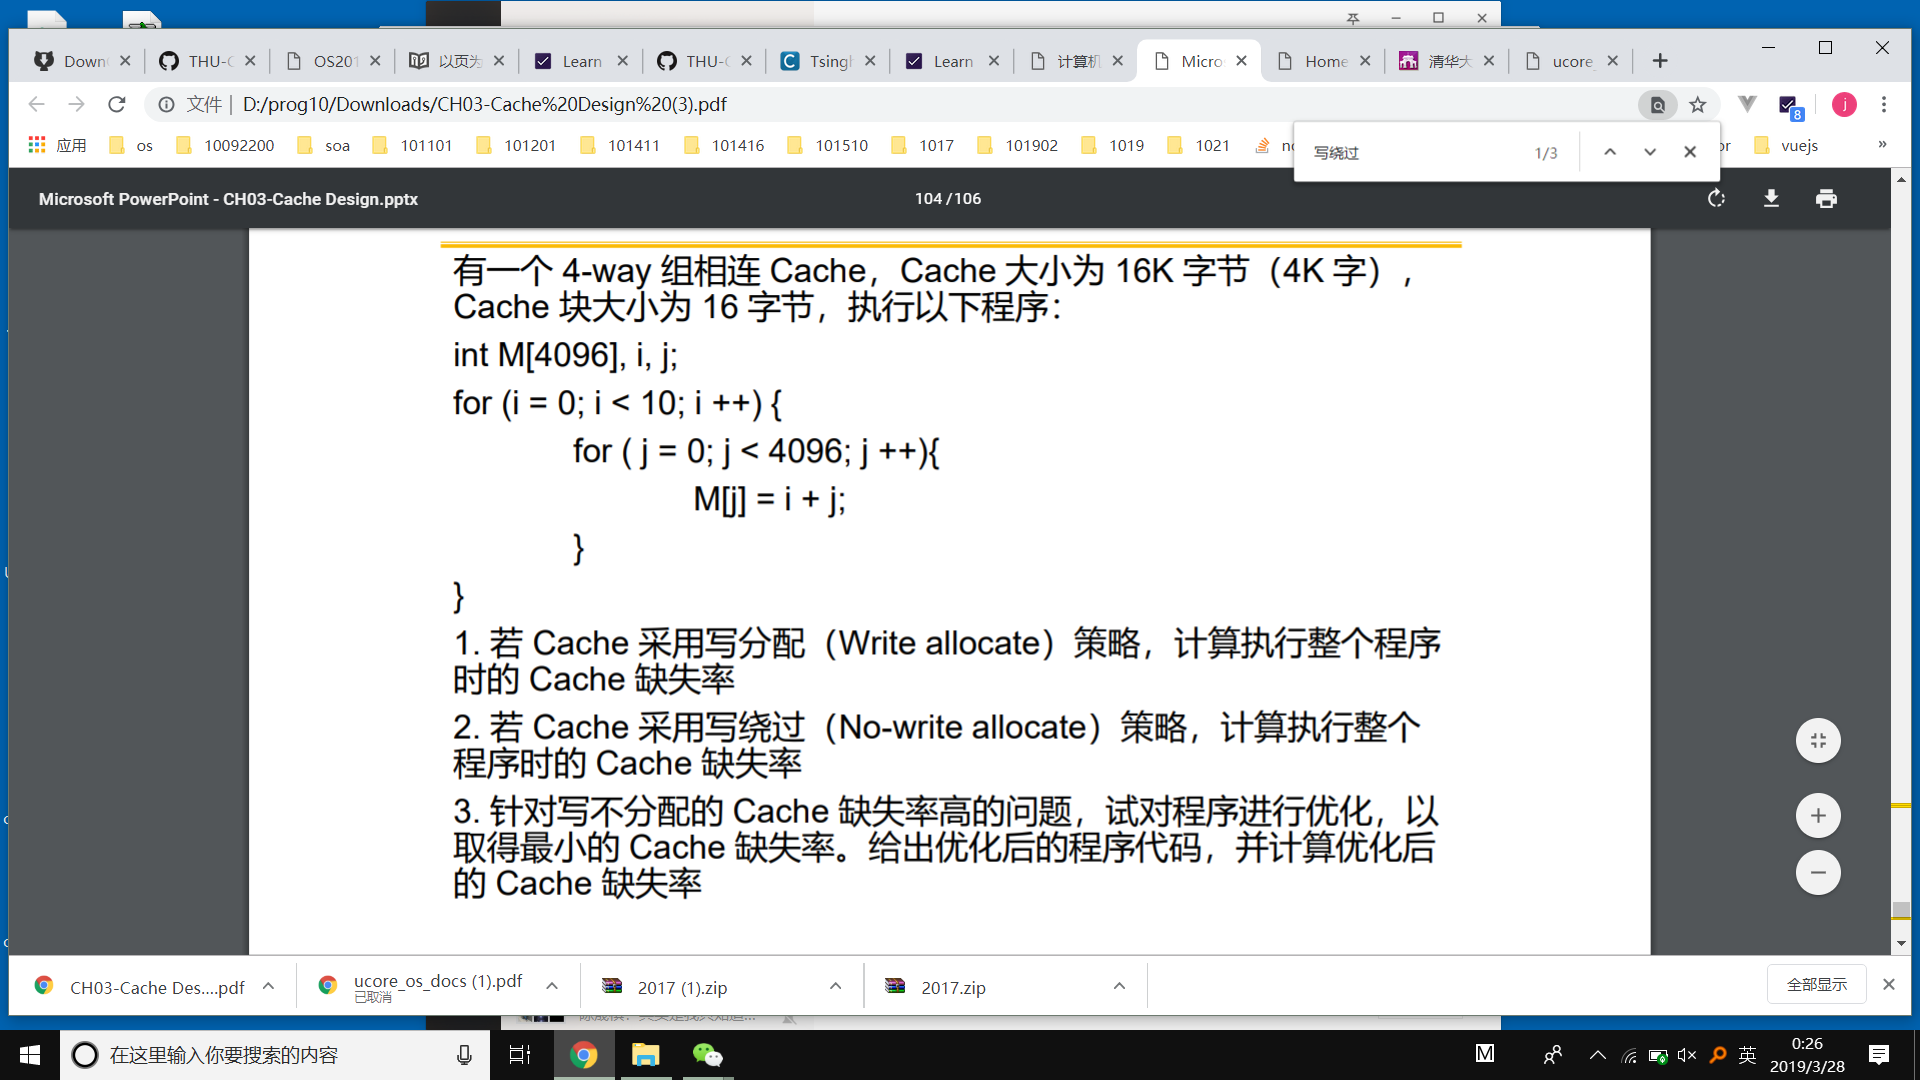 Down
THU-C
OS201
以页为
Learn
THU-C
Tsingh
Learn
计算机
Micro
Home
清华大
ucore_
文件 | D:/prog10/Downloads/CH03-Cache%20Design%20(3).pdf
8
j
应用
os
10092200
soa
101101
101201
101411
101416
101510
1017
101902
1019
1021
vuejs
»
写绕过
1/3
Microsoft PowerPoint - CH03-Cache Design.pptx
104 /106
有一个 4-way 组相连 Cache，Cache 大小为 16K 字节（4K 字），
Cache 块大小为 16 字节，执行以下程序：
int M[4096], i, j;
for (i = 0; i < 10; i ++) {
for ( j = 0; j < 4096; j ++){
M[j] = i + j;
}
}
1. 若 Cache 采用写分配（Write allocate）策略，计算执行整个程序
时的 Cache 缺失率
2. 若 Cache 采用写绕过（No-write allocate）策略，计算执行整个
程序时的 Cache 缺失率
3. 针对写不分配的 Cache 缺失率高的问题，试对程序进行优化，以
取得最小的 Cache 缺失率。给出优化后的程序代码，并计算优化后
的 Cache 缺失率
CH03-Cache Des....pdf
ucore_os_docs (1).pdf
已取消
2017 (1).zip
2017.zip
全部显示
在这里输入你要搜索的内容
M
英
0:26
2019/3/28